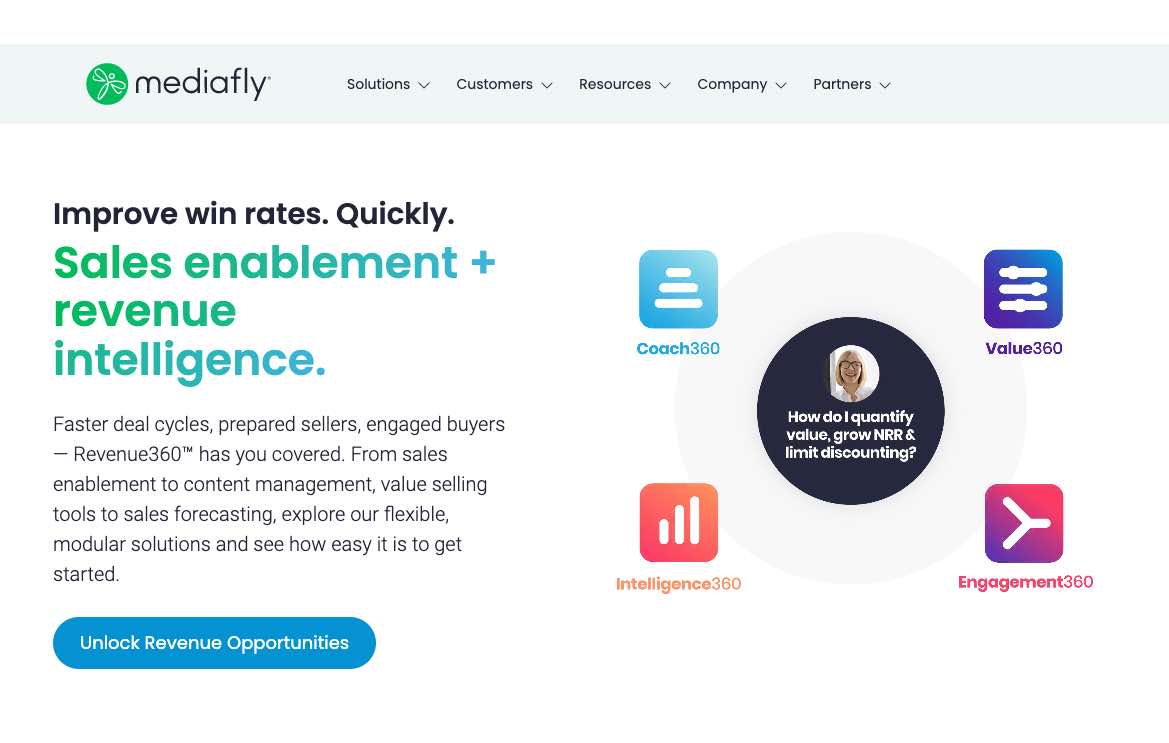 mediafly
Solutions
Customers
Resources
Company
Partners
Improve win rates. Quickly.
Sales enablement +
revenue
intelligence.
Faster deal cycles, prepared sellers, engaged buyers
— Revenue360™ has you covered. From sales
enablement to content management, value selling
tools to sales forecasting, explore our flexible,
modular solutions and see how easy it is to get
started.
Unlock Revenue Opportunities
Coach360
Value360
How do I quantify
value, grow NRR &
limit discounting?
Intelligence360
Engagement360